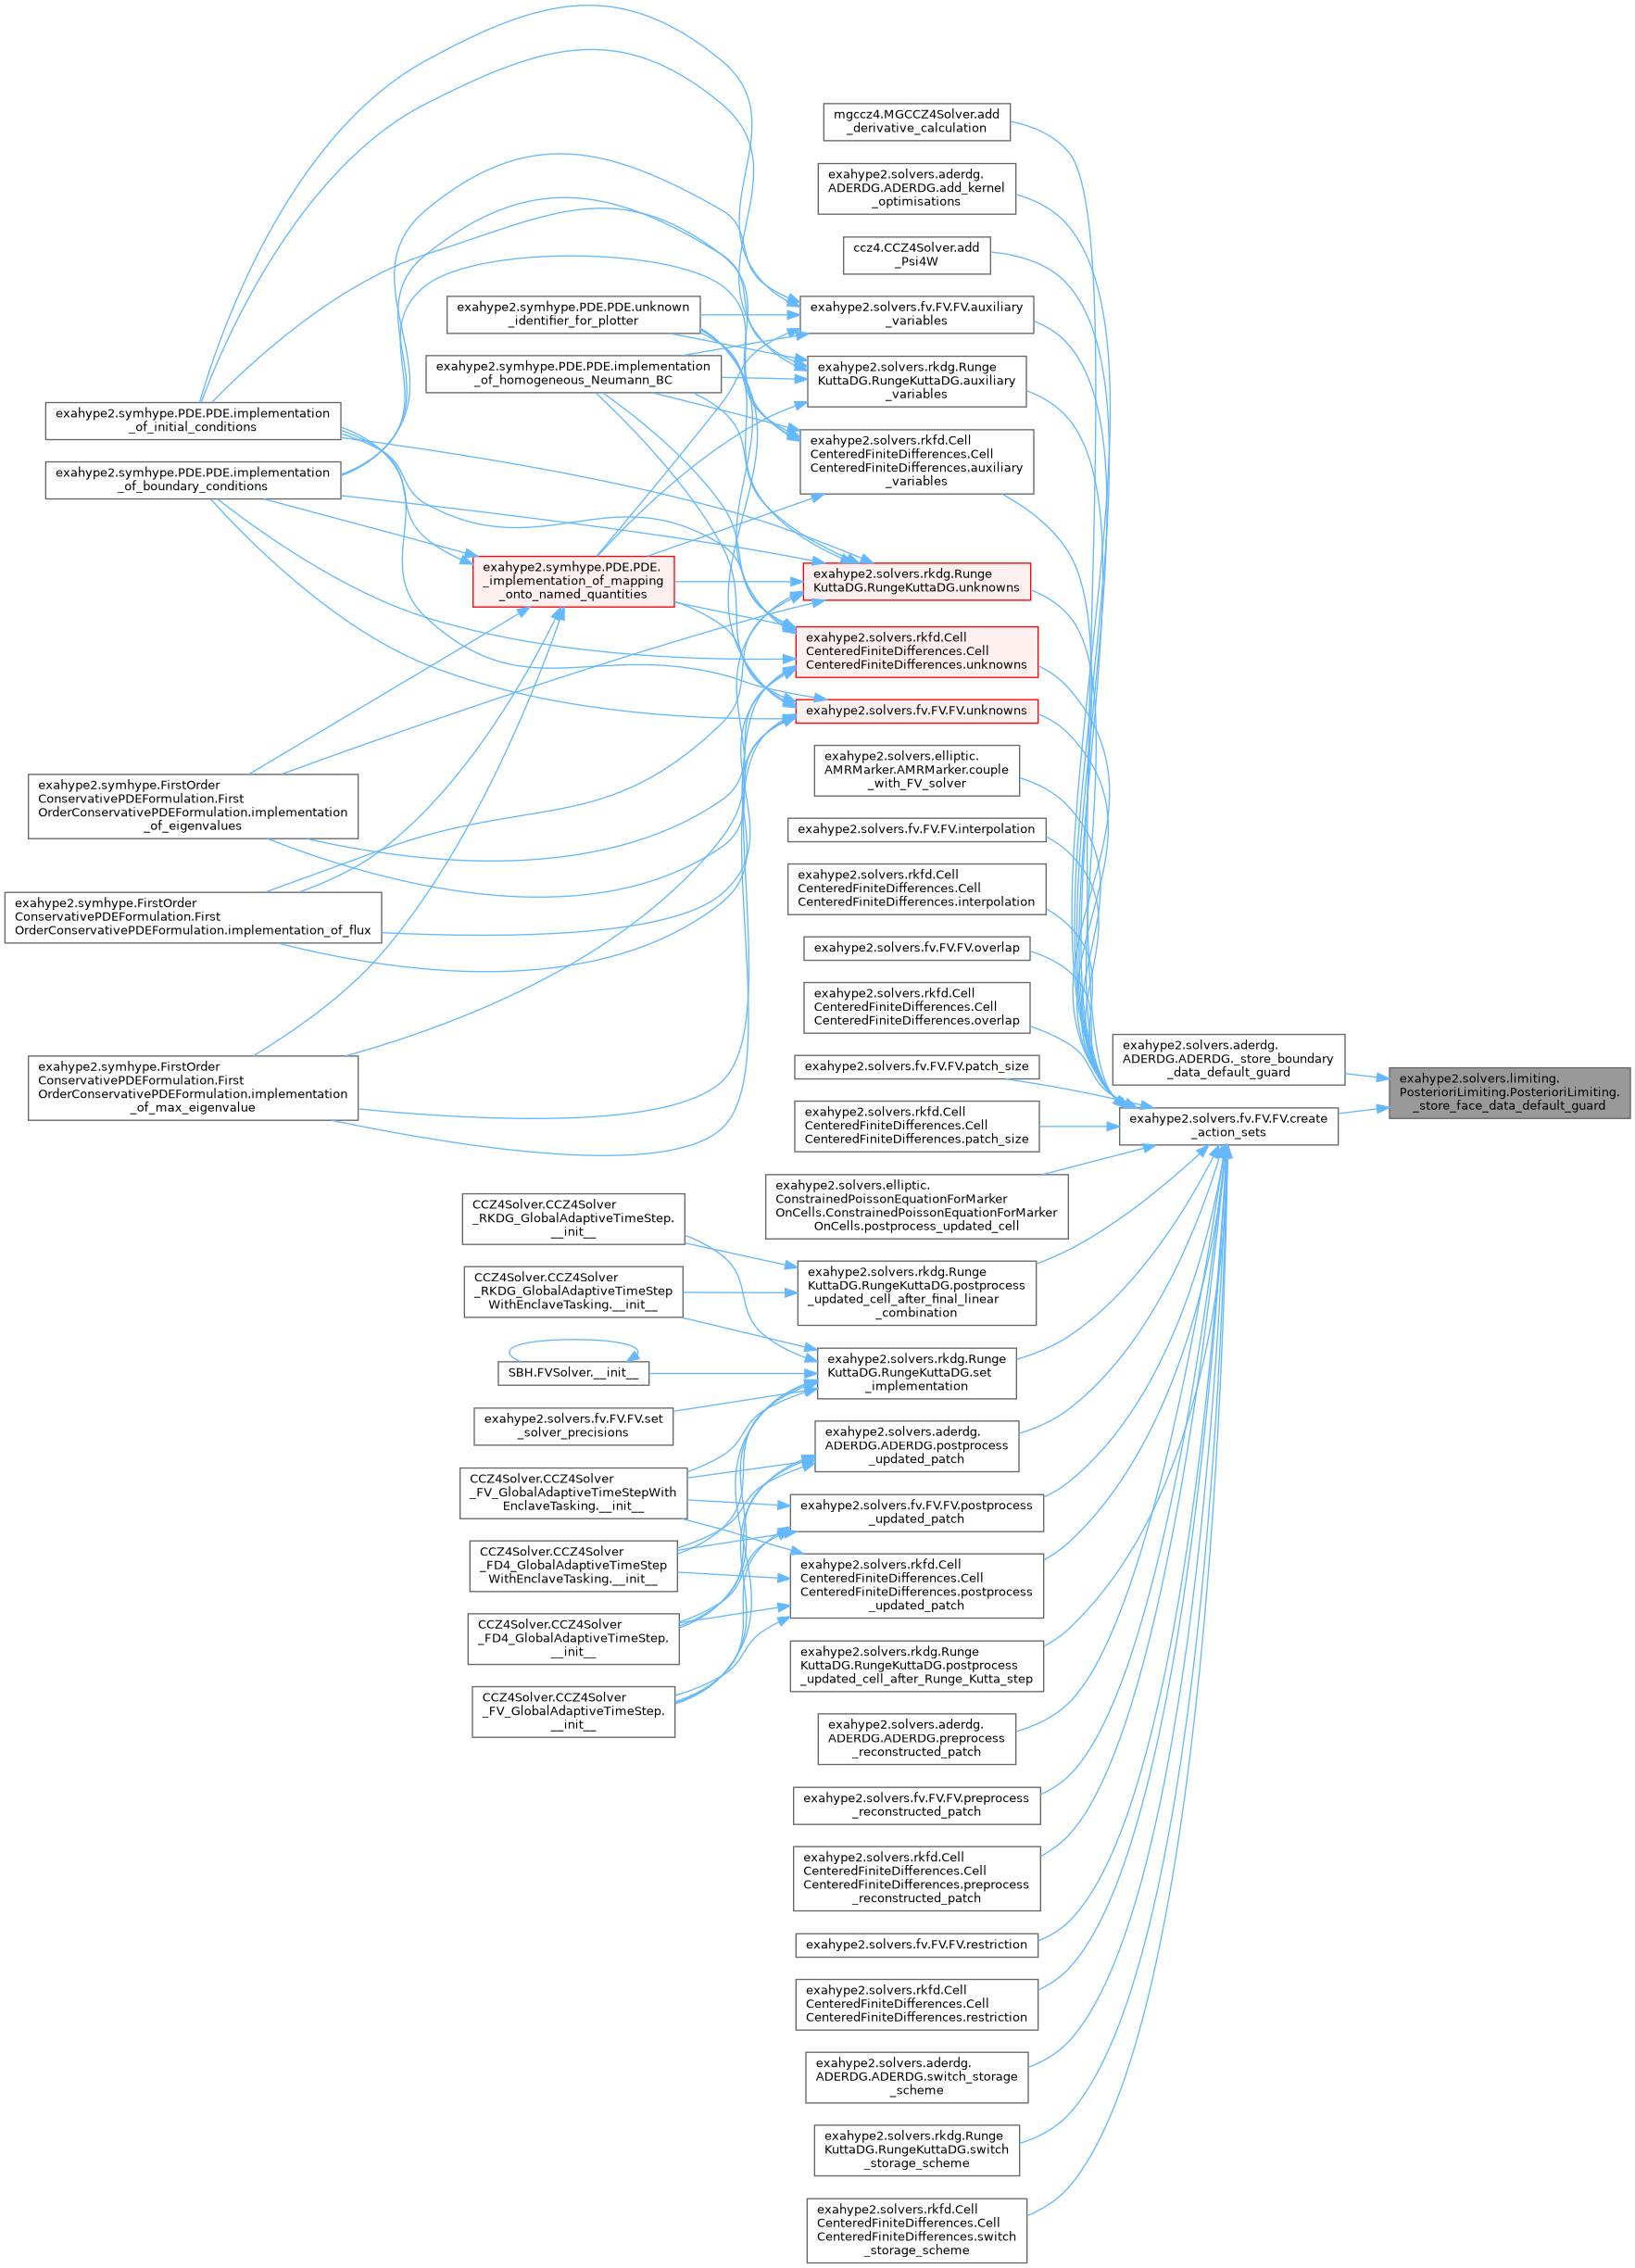 mgccz4.MGCCZ4Solver.add
_derivative_calculation
exahype2.solvers.aderdg.
ADERDG.ADERDG.add_kernel
_optimisations
ccz4.CCZ4Solver.add
_Psi4W
exahype2.solvers.fv.FV.FV.auxiliary
_variables
exahype2.symhype.PDE.PDE.unknown
_identifier_for_plotter
exahype2.symhype.PDE.PDE.implementation
_of_homogeneous_Neumann_BC
exahype2.solvers.rkdg.Runge
KuttaDG.RungeKuttaDG.auxiliary
_variables
exahype2.symhype.PDE.PDE.implementation
_of_initial_conditions
exahype2.solvers.rkfd.Cell
CenteredFiniteDifferences.Cell
CenteredFiniteDifferences.auxiliary
_variables
exahype2.symhype.PDE.PDE.implementation
_of_boundary_conditions
exahype2.symhype.PDE.PDE.
_implementation_of_mapping
_onto_named_quantities
exahype2.solvers.rkdg.Runge
KuttaDG.RungeKuttaDG.unknowns
exahype2.solvers.rkfd.Cell
CenteredFiniteDifferences.Cell
CenteredFiniteDifferences.unknowns
exahype2.solvers.fv.FV.FV.unknowns
exahype2.solvers.elliptic.
AMRMarker.AMRMarker.couple
_with_FV_solver
exahype2.symhype.FirstOrder
ConservativePDEFormulation.First
OrderConservativePDEFormulation.implementation
_of_eigenvalues
exahype2.solvers.fv.FV.FV.interpolation
exahype2.solvers.rkfd.Cell
CenteredFiniteDifferences.Cell
CenteredFiniteDifferences.interpolation
exahype2.symhype.FirstOrder
ConservativePDEFormulation.First
OrderConservativePDEFormulation.implementation_of_flux
exahype2.solvers.fv.FV.FV.overlap
exahype2.solvers.rkfd.Cell
CenteredFiniteDifferences.Cell
CenteredFiniteDifferences.overlap
exahype2.solvers.aderdg.
ADERDG.ADERDG._store_boundary
_data_default_guard
exahype2.solvers.limiting.
PosterioriLimiting.PosterioriLimiting.
_store_face_data_default_guard
exahype2.solvers.fv.FV.FV.patch_size
exahype2.symhype.FirstOrder
ConservativePDEFormulation.First
OrderConservativePDEFormulation.implementation
_of_max_eigenvalue
exahype2.solvers.fv.FV.FV.create
_action_sets
exahype2.solvers.rkfd.Cell
CenteredFiniteDifferences.Cell
CenteredFiniteDifferences.patch_size
exahype2.solvers.elliptic.
ConstrainedPoissonEquationForMarker
OnCells.ConstrainedPoissonEquationForMarker
OnCells.postprocess_updated_cell
CCZ4Solver.CCZ4Solver
_RKDG_GlobalAdaptiveTimeStep.
__init__
exahype2.solvers.rkdg.Runge
KuttaDG.RungeKuttaDG.postprocess
_updated_cell_after_final_linear
_combination
CCZ4Solver.CCZ4Solver
_RKDG_GlobalAdaptiveTimeStep
WithEnclaveTasking.__init__
SBH.FVSolver.__init__
exahype2.solvers.rkdg.Runge
KuttaDG.RungeKuttaDG.set
_implementation
exahype2.solvers.fv.FV.FV.set
_solver_precisions
exahype2.solvers.aderdg.
ADERDG.ADERDG.postprocess
_updated_patch
CCZ4Solver.CCZ4Solver
_FV_GlobalAdaptiveTimeStepWith
EnclaveTasking.__init__
exahype2.solvers.fv.FV.FV.postprocess
_updated_patch
CCZ4Solver.CCZ4Solver
_FD4_GlobalAdaptiveTimeStep
WithEnclaveTasking.__init__
exahype2.solvers.rkfd.Cell
CenteredFiniteDifferences.Cell
CenteredFiniteDifferences.postprocess
_updated_patch
CCZ4Solver.CCZ4Solver
_FD4_GlobalAdaptiveTimeStep.
__init__
exahype2.solvers.rkdg.Runge
KuttaDG.RungeKuttaDG.postprocess
_updated_cell_after_Runge_Kutta_step
CCZ4Solver.CCZ4Solver
_FV_GlobalAdaptiveTimeStep.
__init__
exahype2.solvers.aderdg.
ADERDG.ADERDG.preprocess
_reconstructed_patch
exahype2.solvers.fv.FV.FV.preprocess
_reconstructed_patch
exahype2.solvers.rkfd.Cell
CenteredFiniteDifferences.Cell
CenteredFiniteDifferences.preprocess
_reconstructed_patch
exahype2.solvers.fv.FV.FV.restriction
exahype2.solvers.rkfd.Cell
CenteredFiniteDifferences.Cell
CenteredFiniteDifferences.restriction
exahype2.solvers.aderdg.
ADERDG.ADERDG.switch_storage
_scheme
exahype2.solvers.rkdg.Runge
KuttaDG.RungeKuttaDG.switch
_storage_scheme
exahype2.solvers.rkfd.Cell
CenteredFiniteDifferences.Cell
CenteredFiniteDifferences.switch
_storage_scheme